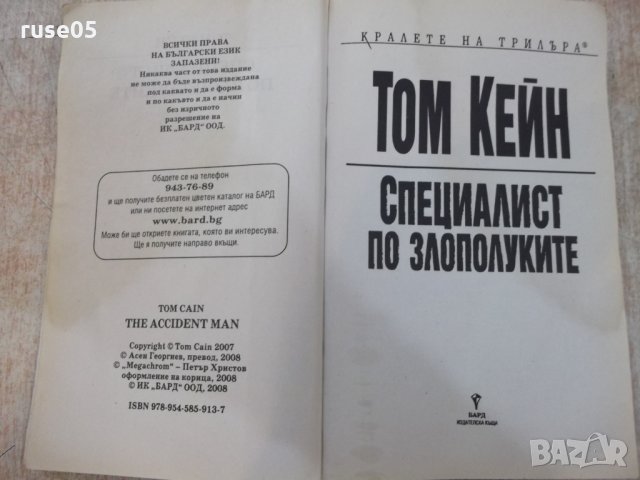 ruse05
ВСИЧКИ ПРАВА
НА БЪЛГАРСКИ ЕЗИК
ЗАПАЗЕНИ!
Никаква част от това издание
не може да бъде възпроизвеждана
под каквато и да е форма
и по какъвто и да е начин
без изричното
разрешение на
ИК „БАРД“ ООД.
Обадете се на телефон
943-76-89
и ще получите безплатен цветен каталог на БАРД
или ни посетете на интернет адрес
www.bard.bg
Може би ще откриете книгата, която ви интересува.
Ще я получите направо вкъщи.
TOM CAIN
THE ACCIDENT MAN
Copyright © Tom Cain 2007
© Асен Георгиев, превод, 2008
© „Megachrom“ – Петър Христов
оформление на корица, 2008
© ИК „БАРД“ ООД, 2008
ISBN 978-954-585-913-7
КРАЛЕТЕ НА ТРИЛЪРА®
ТОМ КЕЙН
СПЕЦИАЛИСТ
ПО ЗЛОПОЛУКИТЕ
БАРД
ИЗДАТЕЛСКА КЪЩА
BAZAR